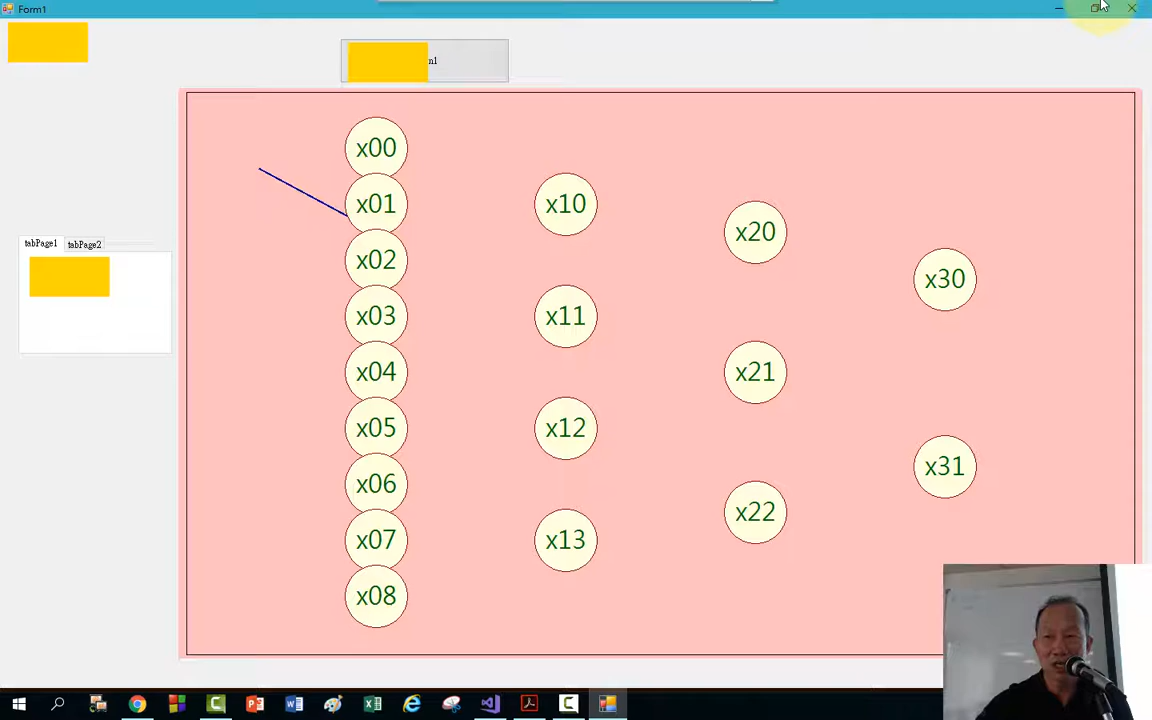 Form1
n1
x00
x01
x10
x20
x02
x30
x03
x11
x04
x21
x05
x12
x31
x06
x22
x07
x13
x08
tabPage1
tabPage2